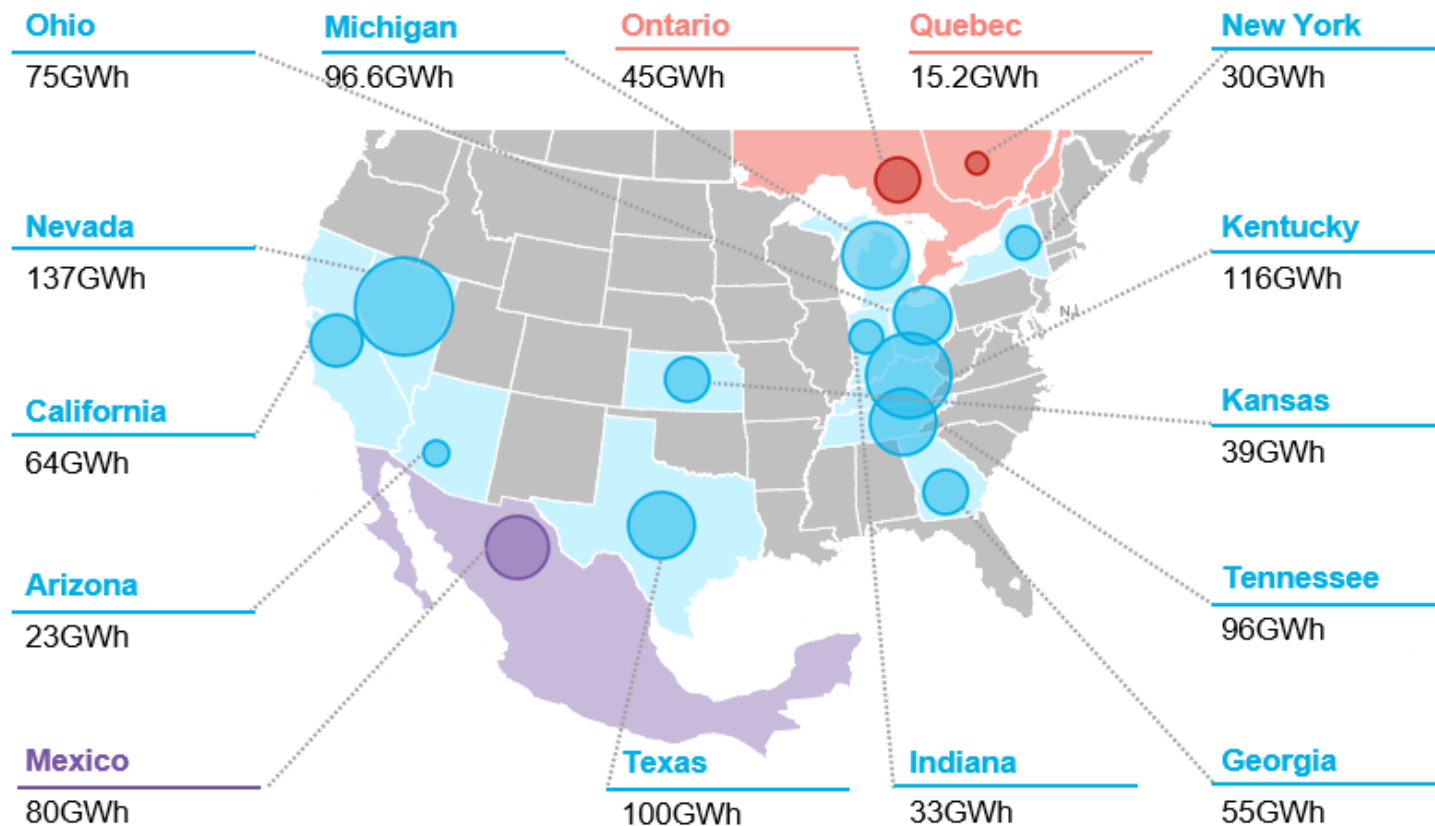 Ohio
75GWh
Michigan
96.6GWh
Ontario
45GWh
Quebec
15.2GWh
New York
30GWh
Nevada
137GWh
Kentucky
116GWh
N.J.
California
64GWh
Kansas
39GWh
Arizona
23GWh
Tennessee
96GWh
Mexico
80GWh
Texas
100GWh
Indiana
33GWh
Georgia
55GWh